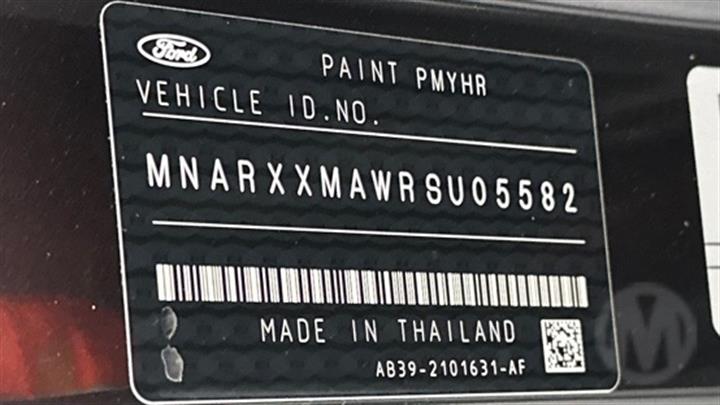 Ford
PAINT PMYHR
VEHICLE ID.NO.
MNARXXMAWRSU05582
MADE IN THAILAND
AB39-2101631-AF
M